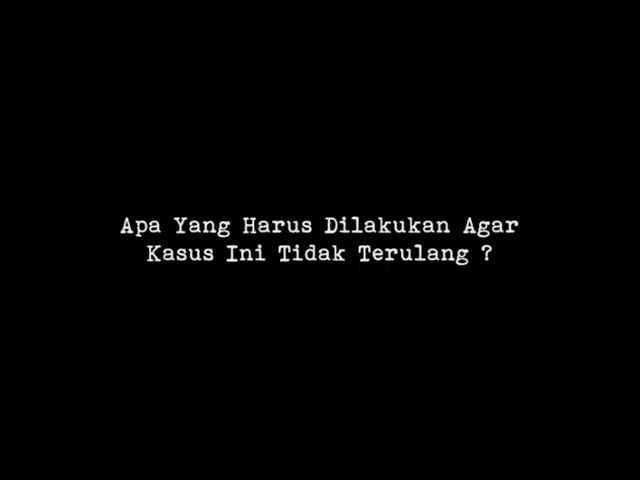 Apa Yang Harus Dilakukan Agar
Kasus Ini Tidak Terulang ?